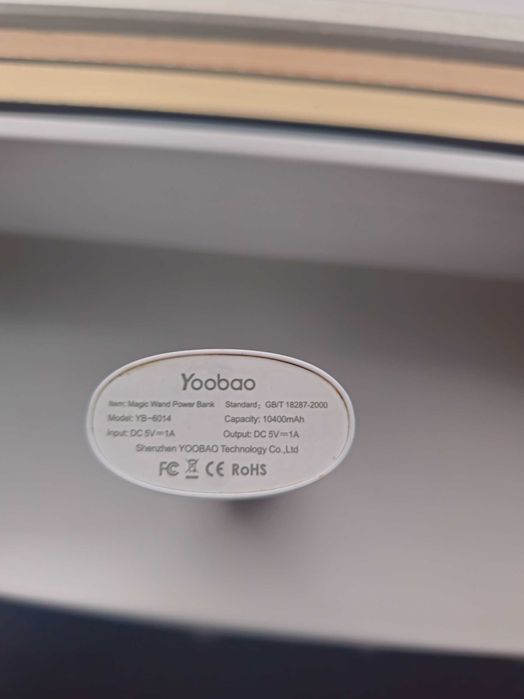 Yoobao
Item: Magic Wand Power Bank Standard: GB/T 18287-2000
Model: YB-6014 Capacity: 10400mAh
Input: DC 5V⎓1A Output: DC 5V⎓1A
Shenzhen YOOBAO Technology Co.,Ltd
FC CE RoHS